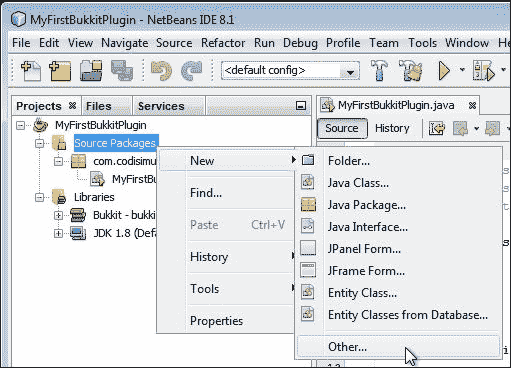 MyFirstBukkitPlugin - NetBeans IDE 8.1
File Edit View Navigate Source Refactor Run Debug Profile Team Tools Window
<default config>
Projects Files Services
MyFirstBukkitPlugin.java
MyFirstBukkitPlugin
Source History
Source Packages
com.codisimu
MyFirstBu
Libraries
Bukkit - bukki
JDK 1.8 (Defa
New
Find...
Paste Ctrl+V
History
Tools
Properties
Folder...
Java Class...
Java Package...
Java Interface...
JPanel Form...
JFrame Form...
Entity Class...
Entity Classes from Database...
Other...